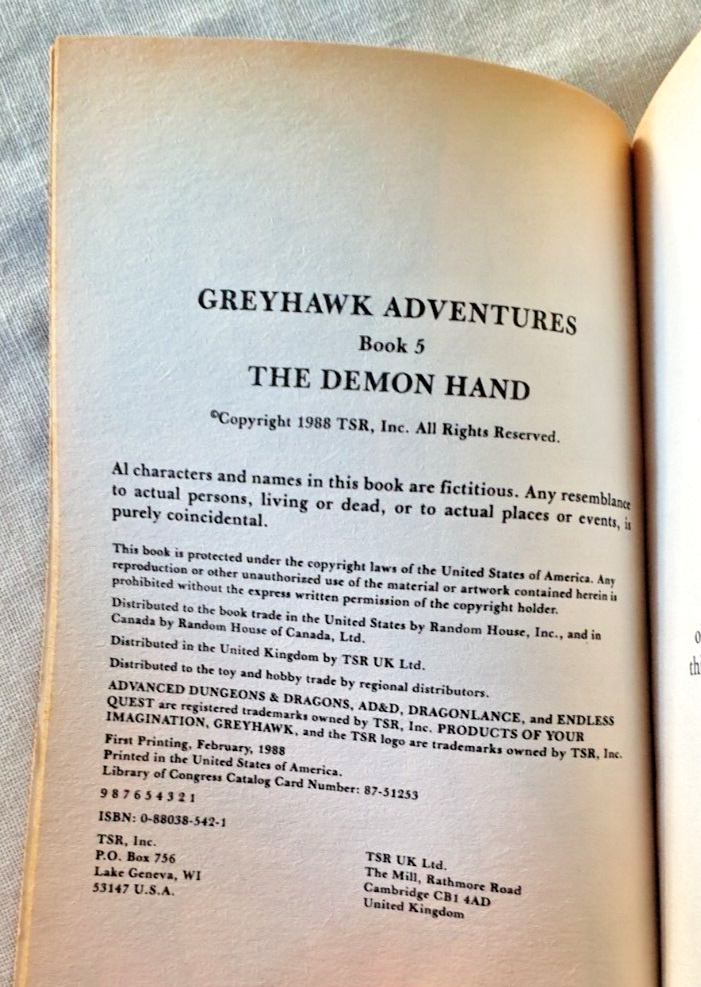 GREYHAWK ADVENTURES
Book 5
THE DEMON HAND
©Copyright 1988 TSR, Inc. All Rights Reserved.
Al characters and names in this book are fictitious. Any resemblance
to actual persons, living or dead, or to actual places or events, is
purely coincidental.
This book is protected under the copyright laws of the United States of America. Any
reproduction or other unauthorized use of the material or artwork contained herein is
prohibited without the express written permission of the copyright holder.
Distributed to the book trade in the United States by Random House, Inc., and in
Canada by Random House of Canada, Ltd.
Distributed in the United Kingdom by TSR UK Ltd.
Distributed to the toy and hobby trade by regional distributors.
ADVANCED DUNGEONS & DRAGONS, AD&D, DRAGONLANCE, and ENDLESS
QUEST are registered trademarks owned by TSR, Inc. PRODUCTS OF YOUR
IMAGINATION, GREYHAWK, and the TSR logo are trademarks owned by TSR, Inc.
First Printing, February, 1988
Printed in the United States of America.
Library of Congress Catalog Card Number: 87-51253
9 8 7 6 5 4 3 2 1
ISBN: 0-88038-542-1
TSR, Inc.
P.O. Box 756
Lake Geneva, WI
53147 U.S.A.
TSR UK Ltd.
The Mill, Rathmore Road
Cambridge CB1 4AD
United Kingdom